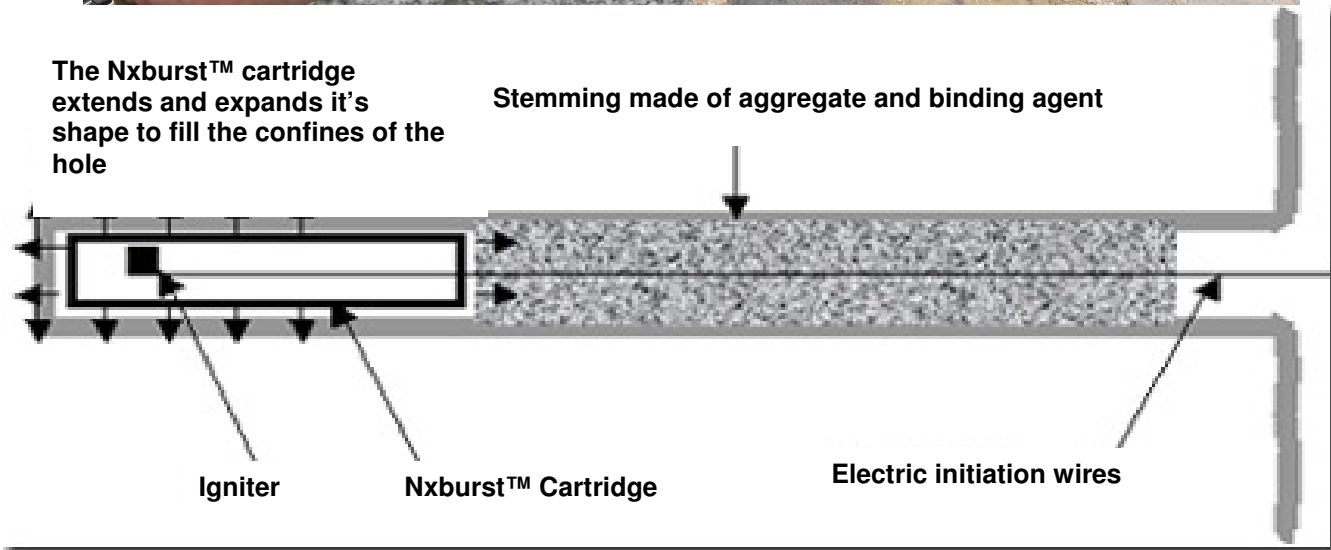 The Nxburst™ cartridge
extends and expands it's
shape to fill the confines of the
hole
Stemming made of aggregate and binding agent
Igniter
Nxburst™ Cartridge
Electric initiation wires